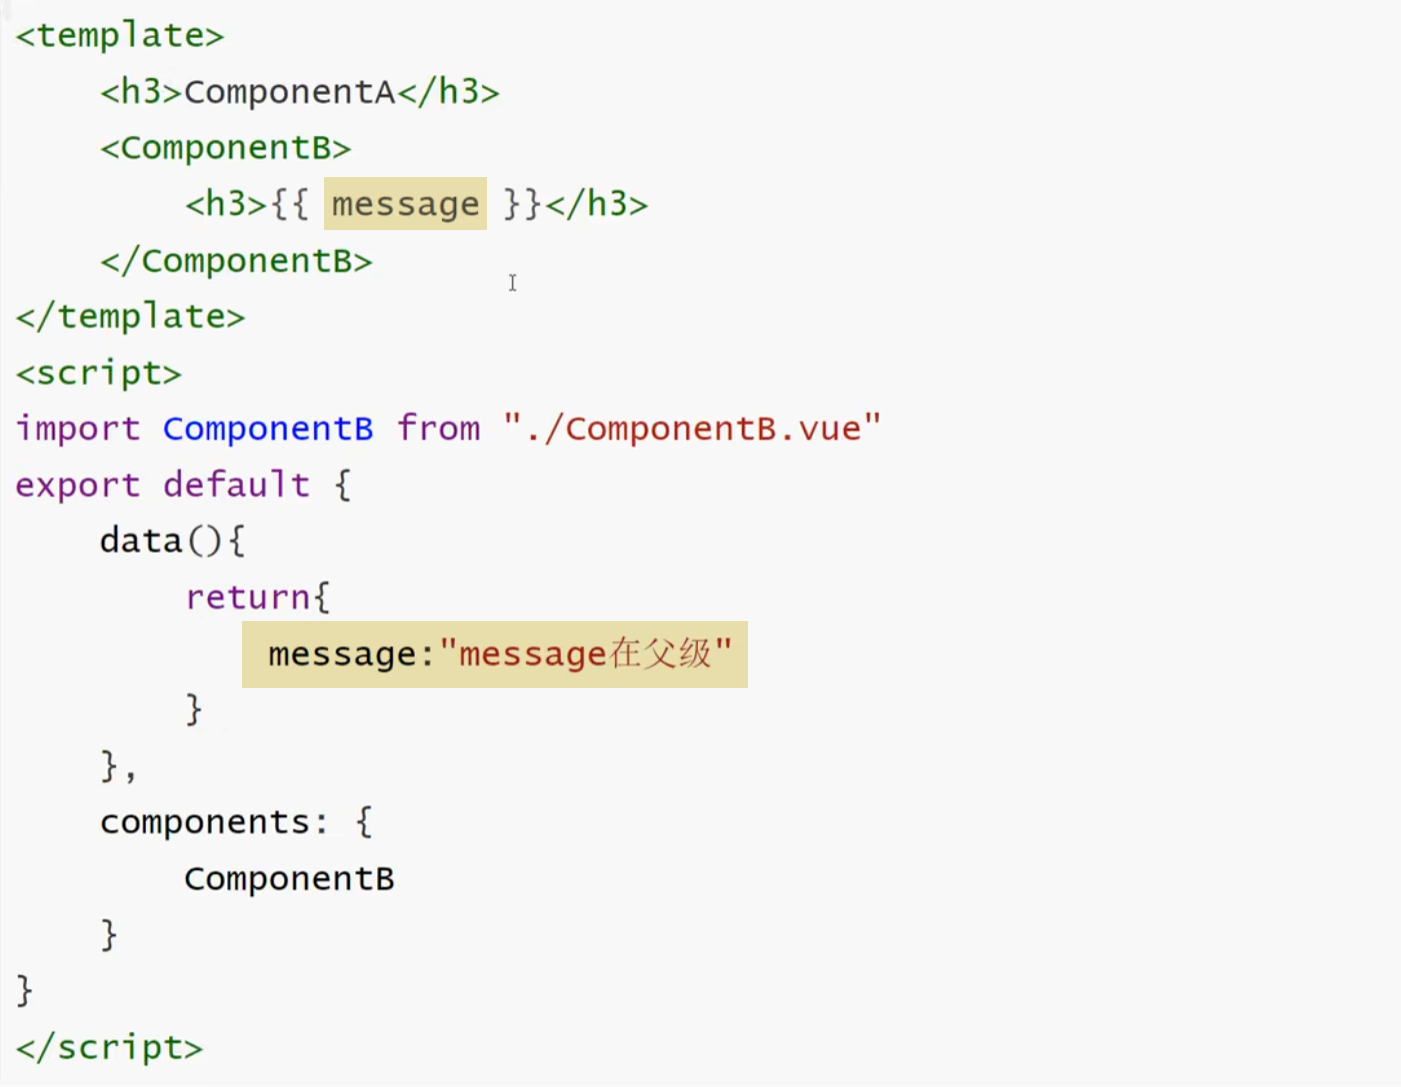 <template>
    <h3>ComponentA</h3>
    <ComponentB>
        <h3>{{ message }}</h3>
    </ComponentB>
</template>
<script>
import ComponentB from "./ComponentB.vue"
export default {
    data(){
        return{
            message:"message在父级"
        }
    },
    components: {
        ComponentB
    }
}
</script>